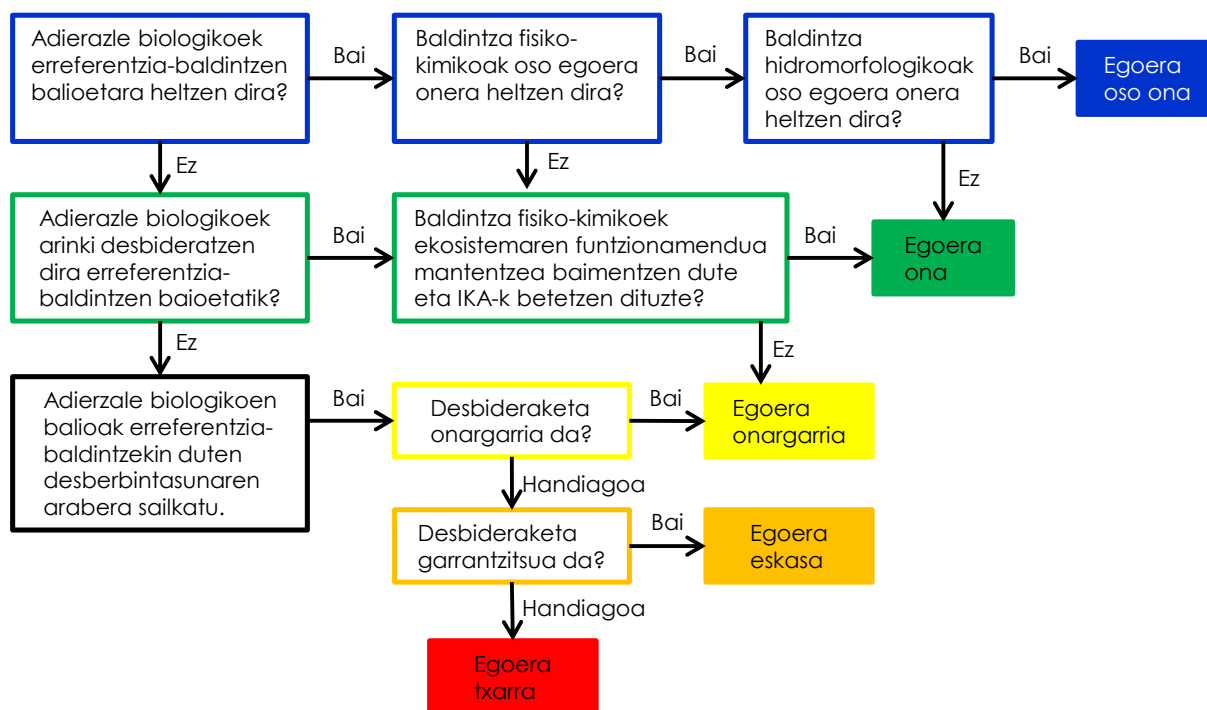 Adierazle biologikoek
erreferentzia-baldintzen
balioetara heltzen dira?
Bai
Baldintza fisiko-
kimikoak oso egoera
onera heltzen dira?
Bai
Baldintza
hidromorfologikoak
oso egoera onera
heltzen dira?
Bai
Egoera
oso ona
Ez
Ez
Ez
Adierazle biologikoek
arinki desbideratzen
dira erreferentzia-
baldintzen baioetatik?
Bai
Baldintza fisiko-kimikoek
ekosistemaren funtzionamendua
mantentzea baimentzen dute
eta IKA-k betetzen dituzte?
Bai
Egoera
ona
Ez
Ez
Adierzale biologikoen
balioak erreferentzia-
baldintzekin duten
desberbintasunaren
arabera sailkatu.
Bai
Desbideraketa
onargarria da?
Bai
Egoera
onargarria
Handiagoa
Desbideraketa
garrantzitsua da?
Bai
Egoera
eskasa
Handiagoa
Egoera
txarra